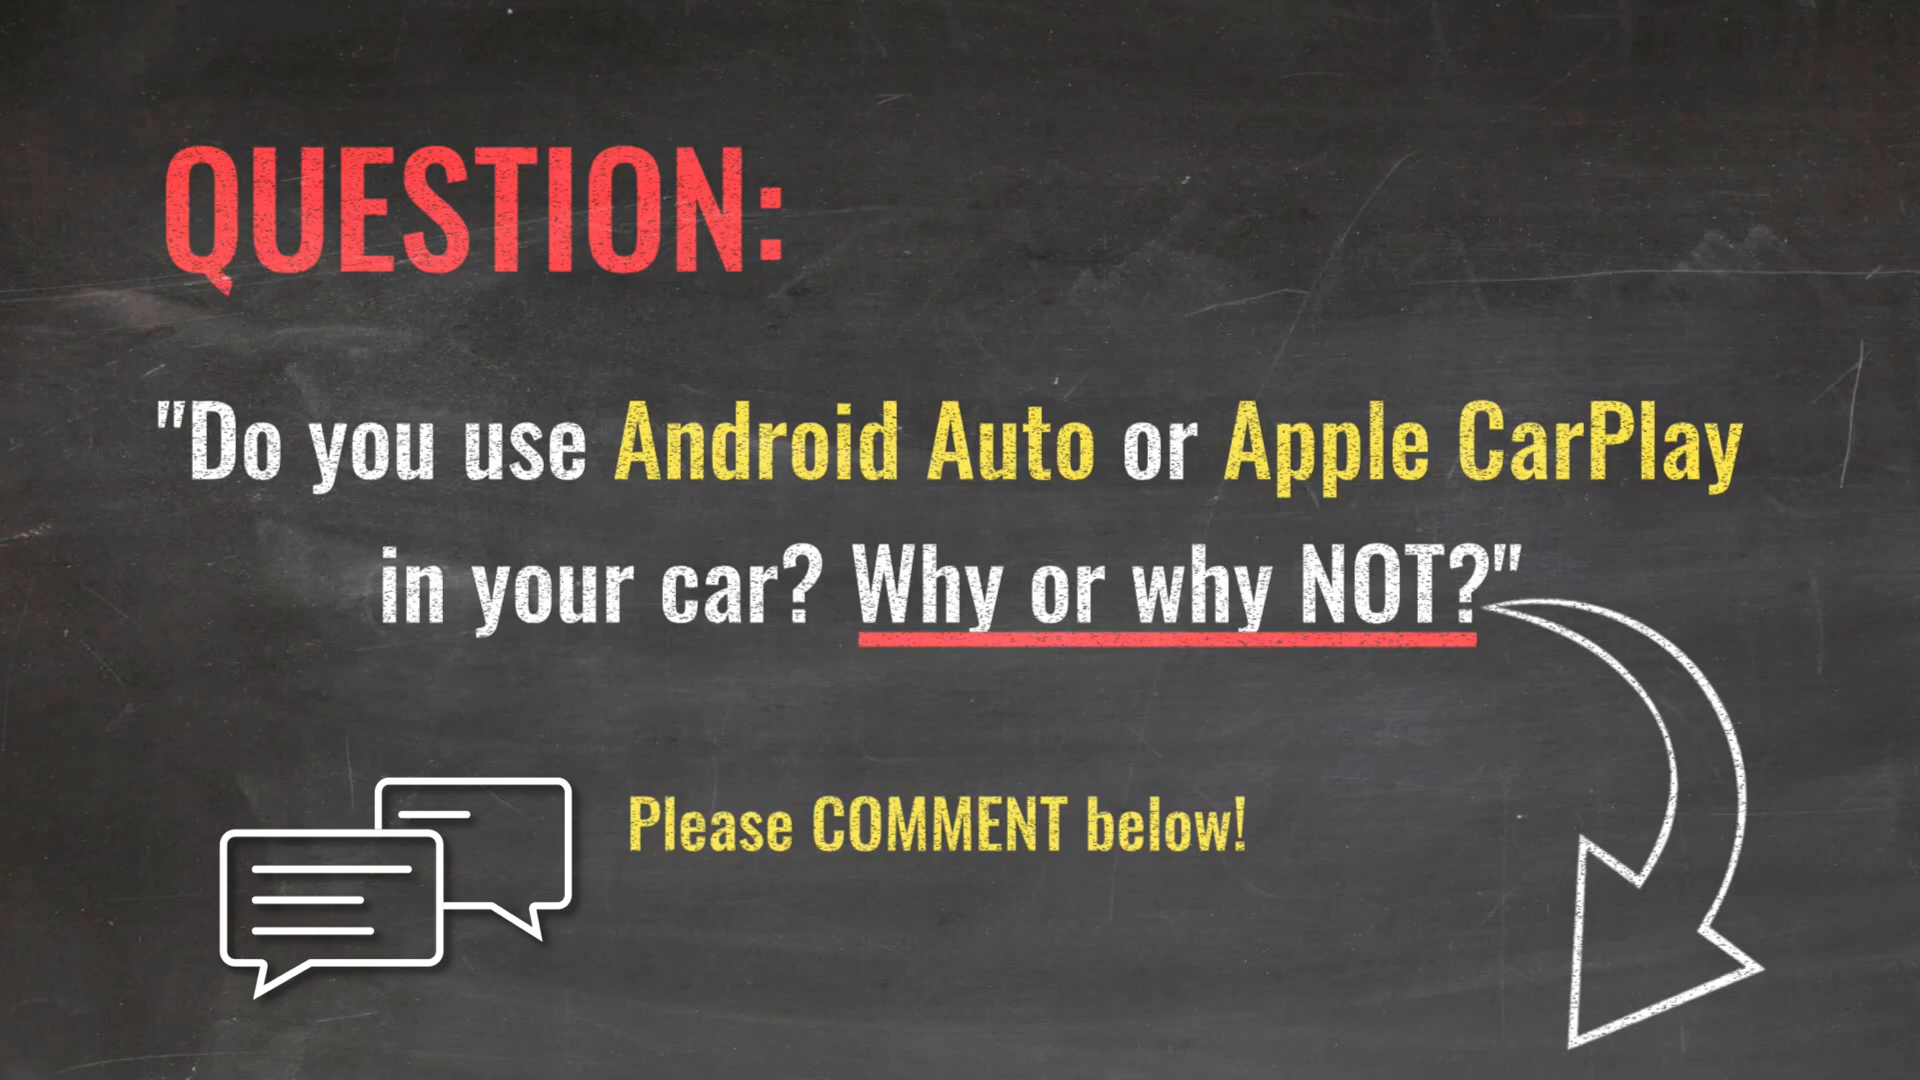 QUESTION:
"Do you use Android Auto or Apple CarPlay
in your car? Why or why NOT?"
Please COMMENT below!